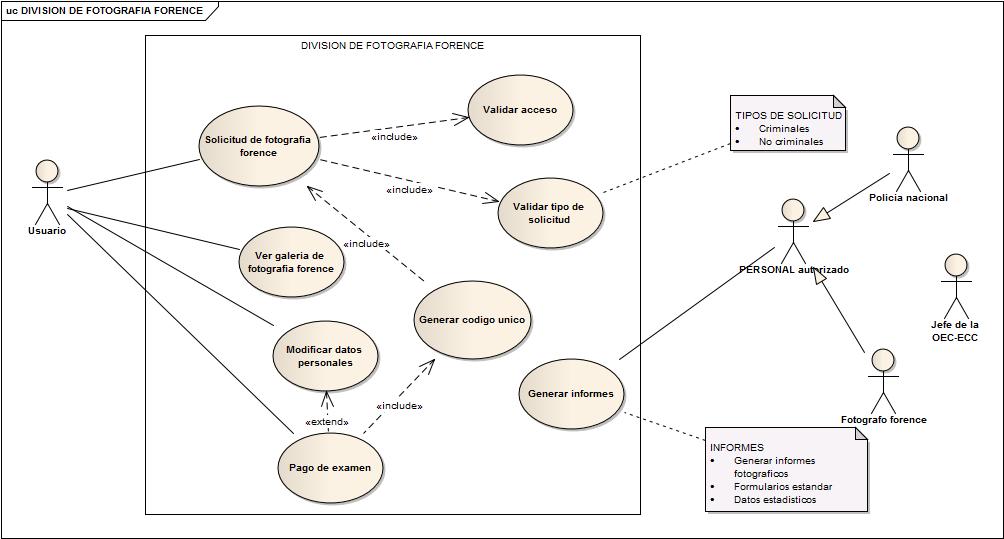 uc DIVISION DE FOTOGRAFIA FORENCE
DIVISION DE FOTOGRAFIA FORENCE
Validar acceso
Solicitud de fotografia
forence
«include»
«include»
Validar tipo de
solicitud
TIPOS DE SOLICITUD
• Criminales
• No criminales
Policia nacional
Usuario
Ver galeria de
fotografia forence
«include»
PERSONAL autorizado
Generar codigo unico
Jefe de la
OEC-ECC
Modificar datos
personales
Generar informes
«include»
«extend»
Fotografo forence
Pago de examen
INFORMES
• Generar informes
fotograficos
• Formularios estandar
• Datos estadisticos